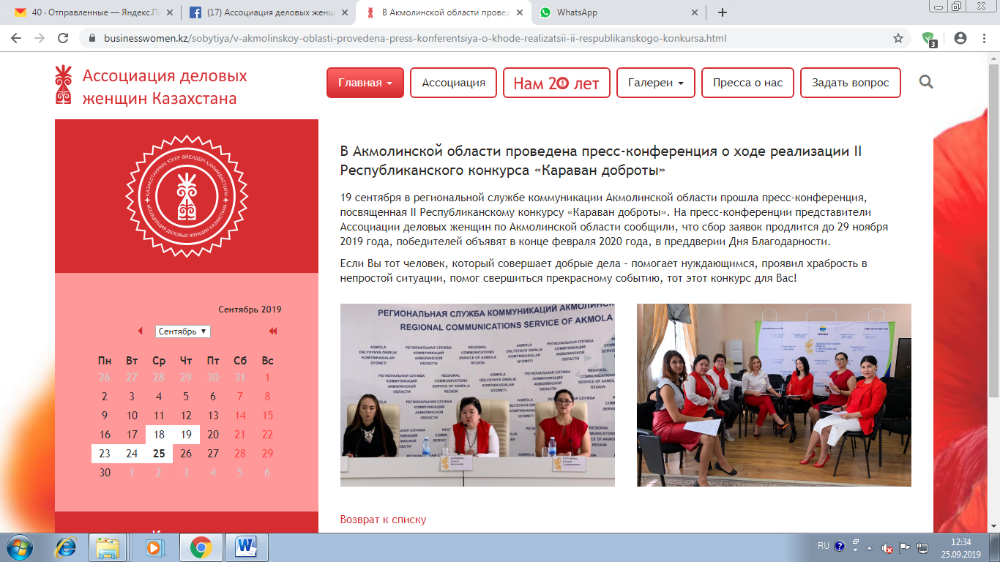 40 · Отправленные — Яндекс.По
(17) Ассоциация деловых женщ
В Акмолинской области провед
WhatsApp
businesswomen.kz/sobytiya/v-akmolinskoy-oblasti-provedena-press-konferentsiya-o-khode-realizatsii-ii-respublikanskogo-konkursa.html
3
Ассоциация деловых
женщин Казахстана
Главная
Ассоциация
Нам 20 лет
Галереи
Пресса о нас
Задать вопрос
ҚАЗАҚСТАННЫҢ ІСКЕР ӘЙЕЛДЕРІ ҚАУЫМДАСТЫҒЫ
АССОЦИАЦИЯ ДЕЛОВЫХ ЖЕНЩИН КАЗАХСТАНА
Сентябрь 2019
Сентябрь
Пн Вт Ср Чт Пт Сб Вс
26 27 28 29 30 31 1
2 3 4 5 6 7 8
9 10 11 12 13 14 15
16 17 18 19 20 21 22
23 24 25 26 27 28 29
30 1 2 3 4 5 6
В Акмолинской области проведена пресс-конференция о ходе реализации II
Республиканского конкурса «Караван доброты»
19 сентября в региональной службе коммуникации Акмолинской области прошла пресс-конференция,
посвященная II Республиканскому конкурсу «Караван доброты». На пресс-конференции представители
Ассоциации деловых женщин по Акмолинской области сообщили, что сбор заявок продлится до 29 ноября
2019 года, победителей объявят в конце февраля 2020 года, в преддверии Дня Благодарности.
Если Вы тот человек, который совершает добрые дела – помогает нуждающимся, проявил храбрость в
непростой ситуации, помог свершиться прекрасному событию, тот этот конкурс для Вас!
РЕГИОНАЛЬНАЯ СЛУЖБА КОММУНИКАЦИЙ АКМОЛИНСК
REGIONAL COMMUNICATIONS SERVICE OF AKMOLA
AQMOLA
OBLYSYNYŃ ÓŃIRLIK
KOMÝNIKASIALAR
QYZMETI
РЕГИОНАЛЬНАЯ СЛУЖБА
КОММУНИКАЦИЙ
АКМОЛИНСКОЙ
ОБЛАСТИ
REGIONAL
COMMUNICATIONS
SERVICE OF AKMOLA
REGION
AQMOLA
Возврат к списку
RU
12:34
25.09.2019